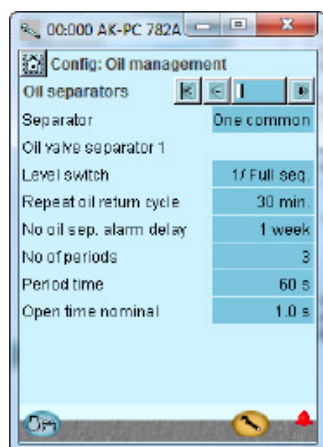 00:000 AK-PC 782A
Config: Oil management
Oil separators
Separator One common
Oil valve separator 1
Level switch 1/ Full seq.
Repeat oil return cycle 30 min.
No oil sep. alarm delay 1 week
No of periods 3
Period time 60 s
Open time nominal 1.0 s